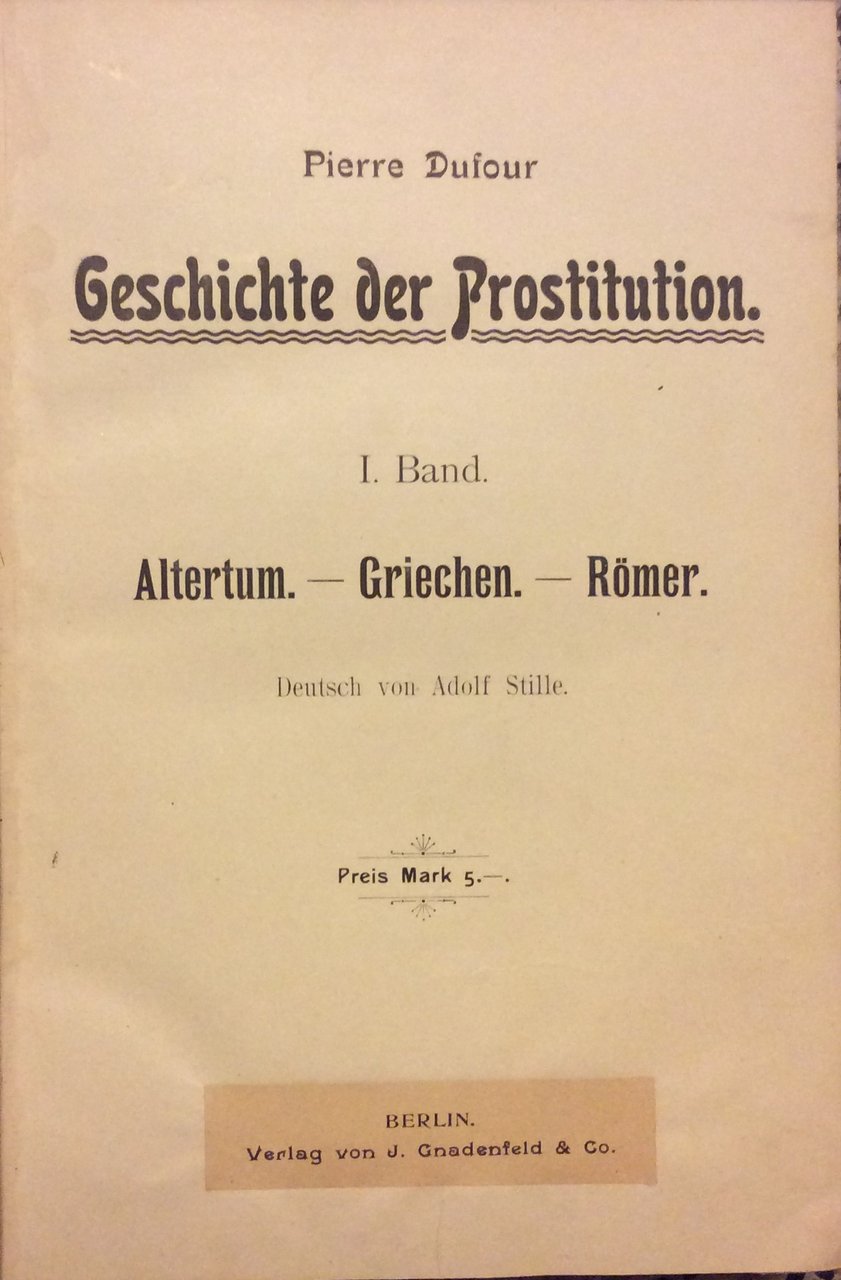 Pierre Dufour
Geschichte der Prostitution.
I. Band.
Altertum. — Griechen. — Römer.
Deutsch von Adolf Stille.
Preis Mark 5.—.
BERLIN.
Verlag von J. Gnadenfeld & Co.